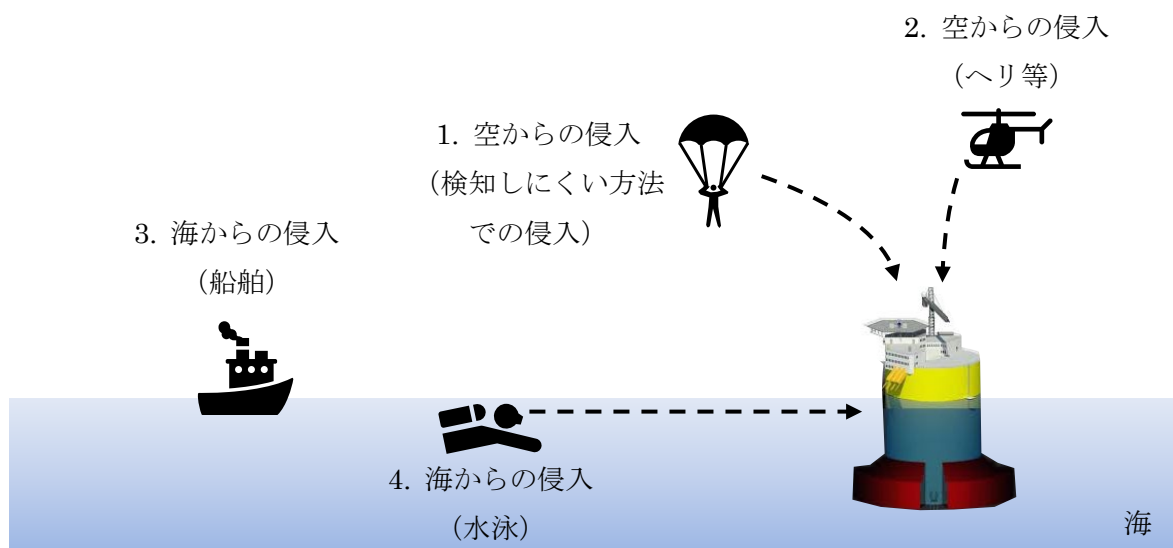 2. 空からの侵入
（ヘリ等）
1. 空からの侵入
（検知しにくい方法
での侵入）
3. 海からの侵入
（船舶）
4. 海からの侵入
（水泳）
海